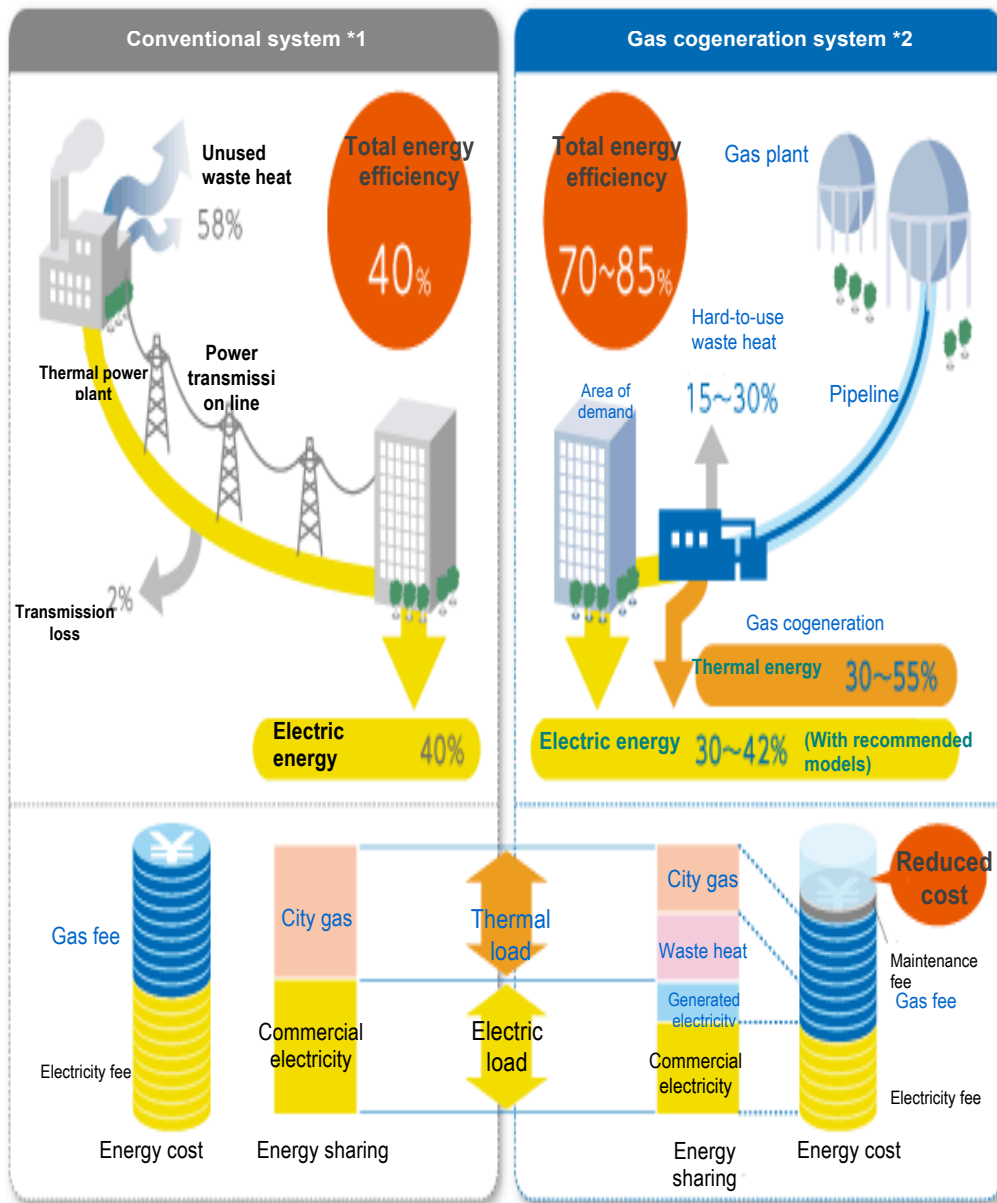 Conventional system *1
Unused
waste heat
58%
Total energy
efficiency
40%
Thermal power
plant
Power
transmissi
on line
2%
Transmission
loss
Electric
energy
40%
Gas fee
Electricity fee
Energy cost
City gas
Commercial
electricity
Energy sharing
Thermal
load
Electric
load
Gas cogeneration system *2
Total energy
efficiency
70~85%
Gas plant
Hard-to-use
waste heat
15~30%
Pipeline
Area of
demand
Gas cogeneration
Thermal energy
30~55%
Electric energy
30~42%
(With recommended
models)
City gas
Waste heat
Generated
electricity
Commercial
electricity
Energy
sharing
¥
¥
Reduced
cost
Maintenance
fee
Gas fee
Electricity fee
Energy cost